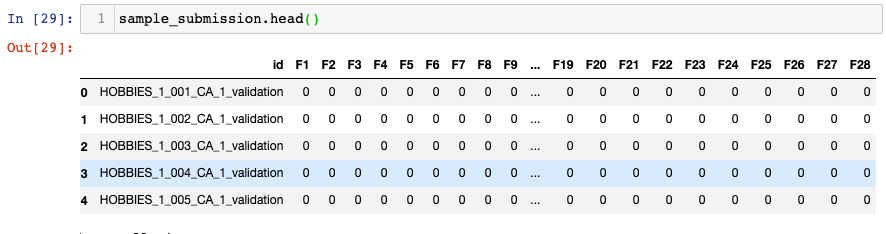 In [29]: 1 sample_submission.head()
Out[29]:
id F1 F2 F3 F4 F5 F6 F7 F8 F9 ... F19 F20 F21 F22 F23 F24 F25 F26 F27 F28
0 HOBBIES_1_001_CA_1_validation 0 0 0 0 0 0 0 0 0 ... 0 0 0 0 0 0 0 0 0 0
1 HOBBIES_1_002_CA_1_validation 0 0 0 0 0 0 0 0 0 ... 0 0 0 0 0 0 0 0 0 0
2 HOBBIES_1_003_CA_1_validation 0 0 0 0 0 0 0 0 0 ... 0 0 0 0 0 0 0 0 0 0
3 HOBBIES_1_004_CA_1_validation 0 0 0 0 0 0 0 0 0 ... 0 0 0 0 0 0 0 0 0 0
4 HOBBIES_1_005_CA_1_validation 0 0 0 0 0 0 0 0 0 ... 0 0 0 0 0 0 0 0 0 0